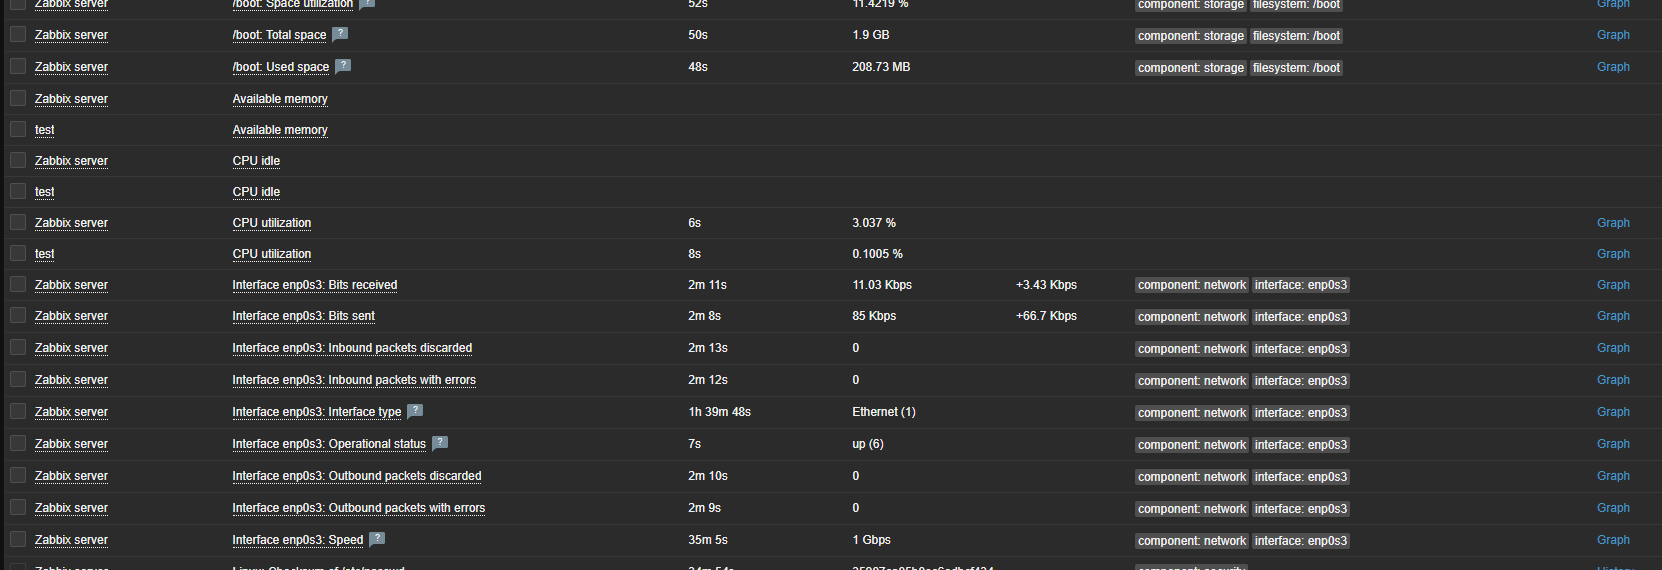 Zabbix server /boot: Space utilization ? 52s 11.4219 % component: storage filesystem: /boot Graph
Zabbix server /boot: Total space ? 50s 1.9 GB component: storage filesystem: /boot Graph
Zabbix server /boot: Used space ? 48s 208.73 MB component: storage filesystem: /boot Graph
Zabbix server Available memory
test Available memory
Zabbix server CPU idle
test CPU idle
Zabbix server CPU utilization 6s 3.037 % Graph
test CPU utilization 8s 0.1005 % Graph
Zabbix server Interface enp0s3: Bits received 2m 11s 11.03 Kbps +3.43 Kbps component: network interface: enp0s3 Graph
Zabbix server Interface enp0s3: Bits sent 2m 8s 85 Kbps +66.7 Kbps component: network interface: enp0s3 Graph
Zabbix server Interface enp0s3: Inbound packets discarded 2m 13s 0 component: network interface: enp0s3 Graph
Zabbix server Interface enp0s3: Inbound packets with errors 2m 12s 0 component: network interface: enp0s3 Graph
Zabbix server Interface enp0s3: Interface type ? 1h 39m 48s Ethernet (1) component: network interface: enp0s3 Graph
Zabbix server Interface enp0s3: Operational status ? 7s up (6) component: network interface: enp0s3 Graph
Zabbix server Interface enp0s3: Outbound packets discarded 2m 10s 0 component: network interface: enp0s3 Graph
Zabbix server Interface enp0s3: Outbound packets with errors 2m 9s 0 component: network interface: enp0s3 Graph
Zabbix server Interface enp0s3: Speed ? 35m 5s 1 Gbps component: network interface: enp0s3 Graph
Zabbix server Linux: Checksum of /etc/passwd component: security History